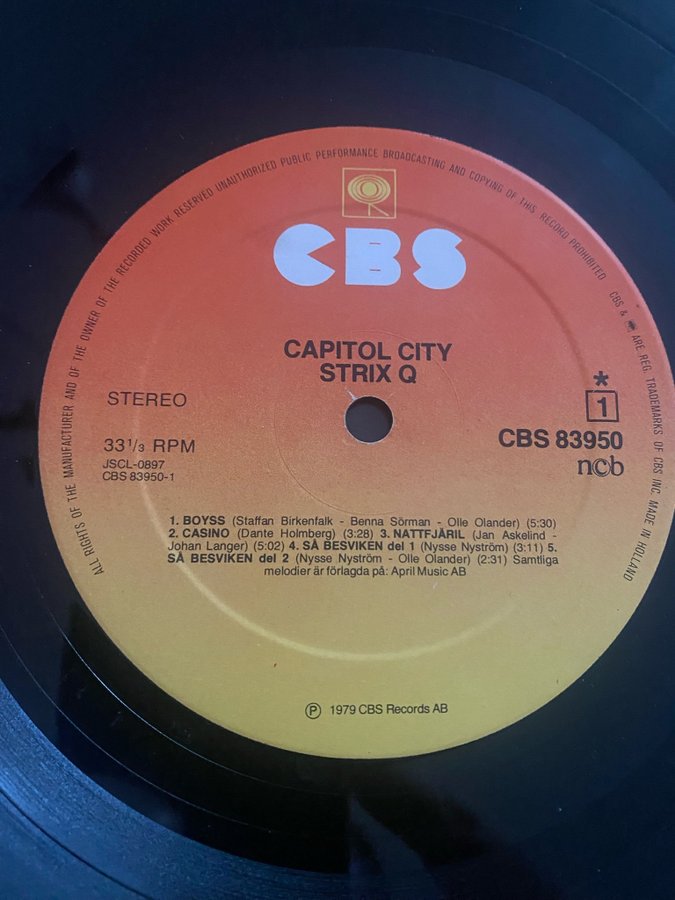 ALL RIGHTS OF THE MANUFACTURER AND OF THE OWNER OF THE RECORDED WORK RESERVED UNAUTHORIZED PUBLIC PERFORMANCE BROADCASTING AND COPYING OF THIS RECORD PROHIBITED
CBS & ARE REG. TRADEMARKS OF CBS INC. MADE IN HOLLAND
CBS
CAPITOL CITY
STRIX Q
STEREO
* 1
33 1/3 RPM
CBS 83950
JSCL-0897
ncb
CBS 83950-1
1. BOYSS (Staffan Birkenfalk - Benna Sörman - Olle Olander) (5:30)
2. CASINO (Dante Holmberg) (3:28) 3. NATTFJÄRIL (Jan Askelind -
Johan Langer) (5:02) 4. SÅ BESVIKEN del 1 (Nysse Nyström) (3:11) 5.
SÅ BESVIKEN del 2 (Nysse Nyström - Olle Olander) (2:31) Samtliga
melodier är förlagda på: April Music AB
Ⓟ 1979 CBS Records AB